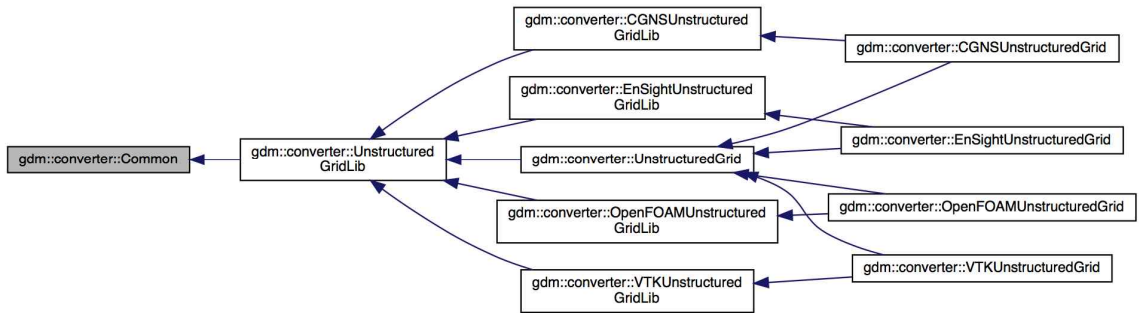 gdm::converter::Common
gdm::converter::Unstructured
GridLib
gdm::converter::CGNSUnstructured
GridLib
gdm::converter::EnSightUnstructured
GridLib
gdm::converter::UnstructuredGrid
gdm::converter::OpenFOAMUnstructured
GridLib
gdm::converter::VTKUnstructured
GridLib
gdm::converter::CGNSUnstructuredGrid
gdm::converter::EnSightUnstructuredGrid
gdm::converter::OpenFOAMUnstructuredGrid
gdm::converter::VTKUnstructuredGrid